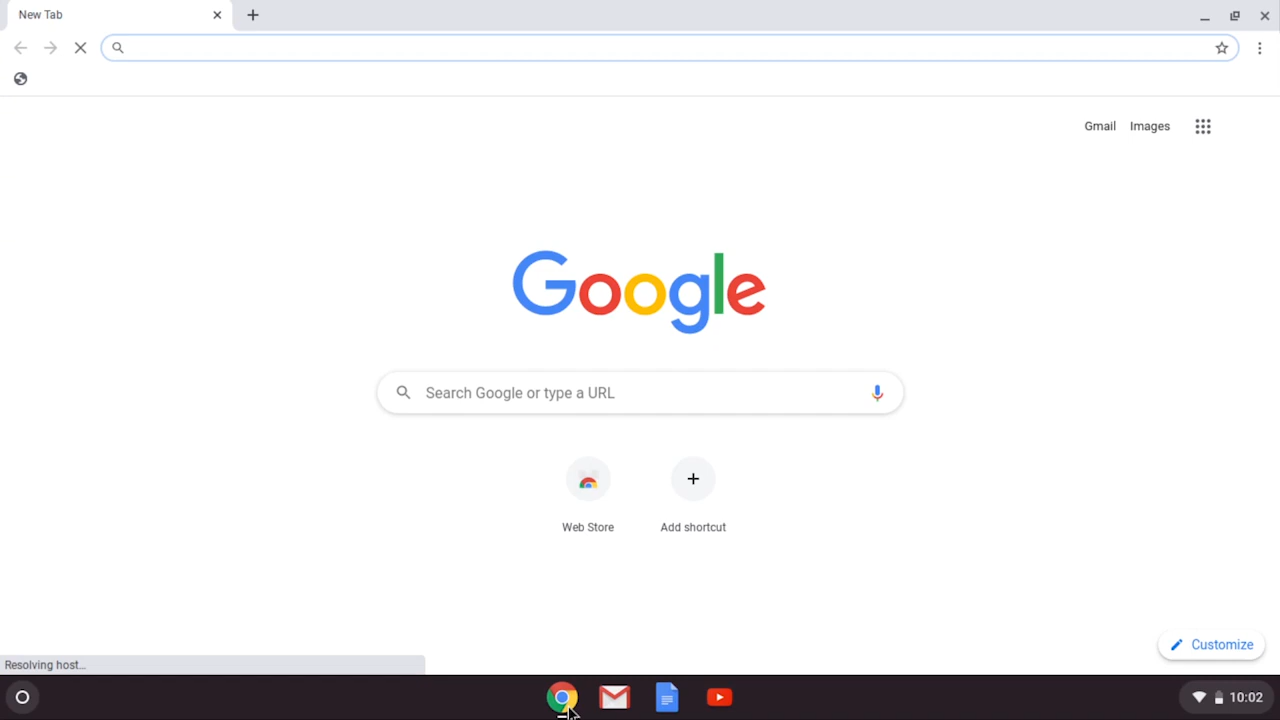 New Tab
Gmail Images
Google
Search Google or type a URL
Web Store Add shortcut
Customize
Resolving host...
10:02